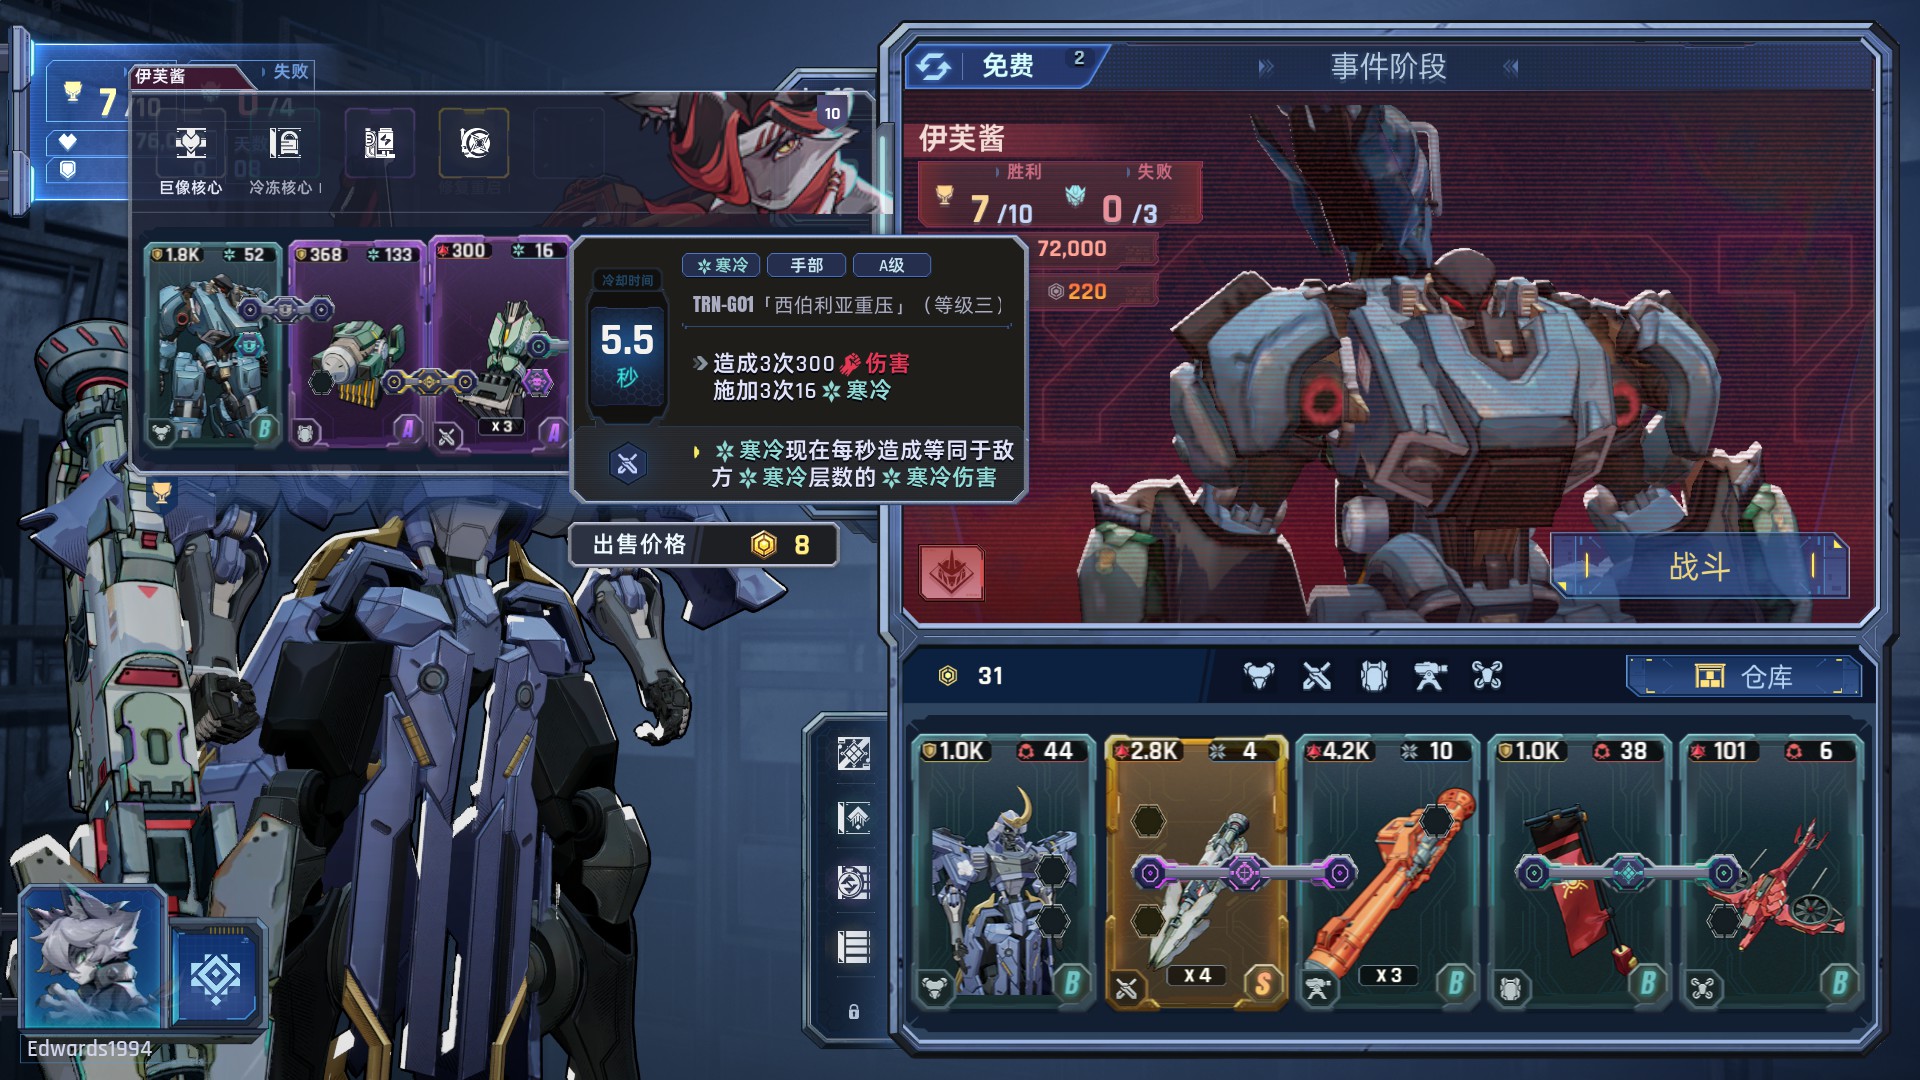 失败
7/10
0/4
伊芙酱
10
巨像核心
冷冻核心
1.8K 52
B
368 133
A
300 16
x3
A
冷却时间
5.5
秒
寒冷 手部 A级
TRN-G01「西伯利亚重压」（等级三）
造成3次300伤害
施加3次16寒冷
寒冷现在每秒造成等同于敌
方寒冷层数的寒冷伤害
出售价格 8
免费 2
事件阶段
伊芙酱
胜利 失败
7/10 0/3
72,000
220
战斗
31
仓库
1.0K 44
B
2.8K 4
x4
S
4.2K 10
x3
B
1.0K 38
B
101 6
B
Edwards1994